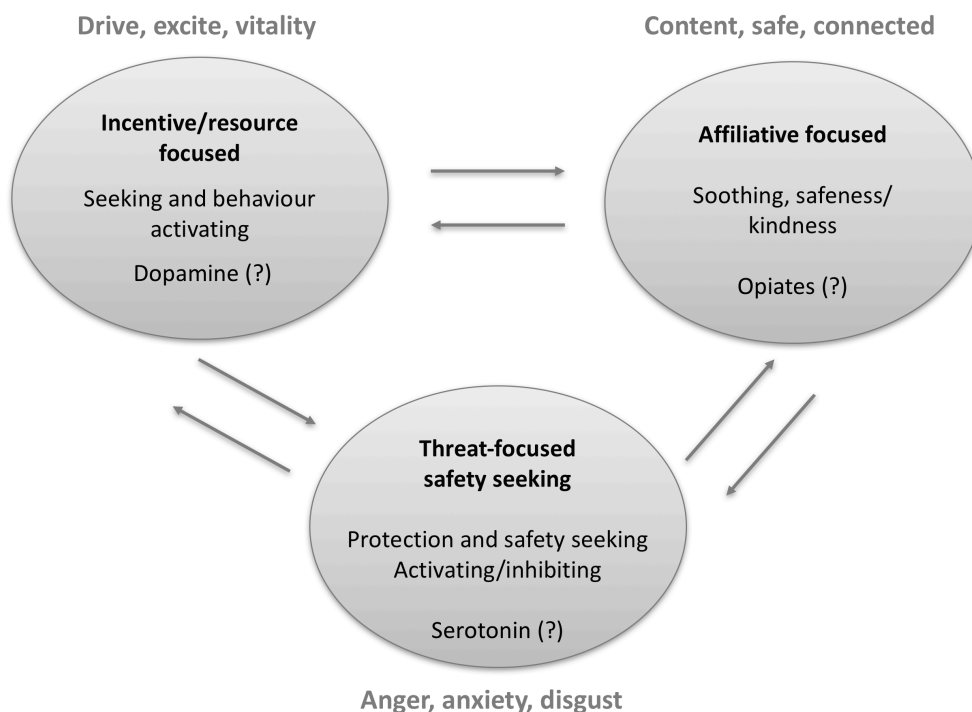 Drive, excite, vitality
Incentive/resource
focused
Seeking and behaviour
activating
Dopamine (?)
Content, safe, connected
Affiliative focused
Soothing, safeness/
kindness
Opiates (?)
Threat-focused
safety seeking
Protection and safety seeking
Activating/inhibiting
Serotonin (?)
Anger, anxiety, disgust